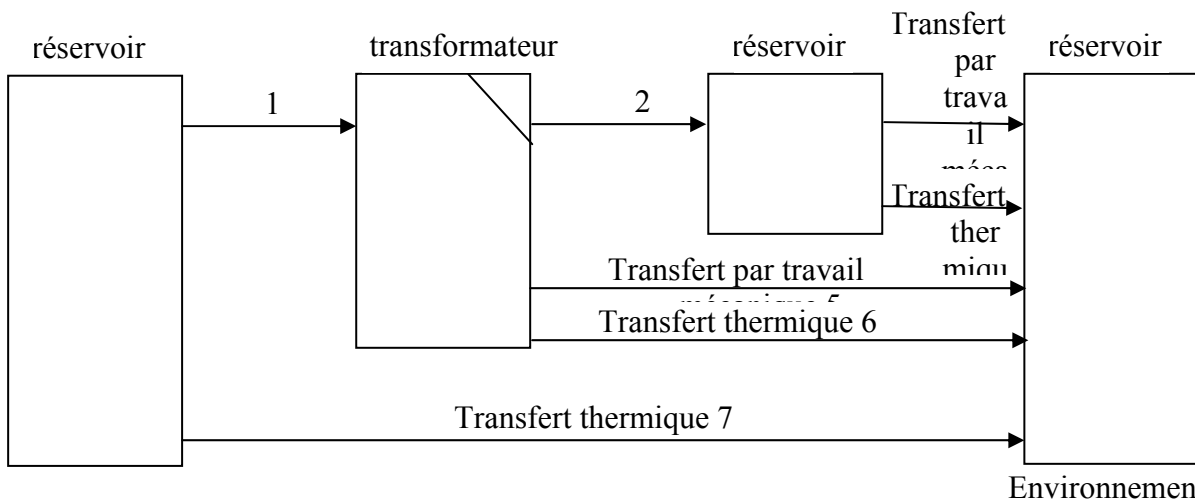 réservoir
transformateur
réservoir
Transfert
par
trava
il
réservoir
1
2
Transfert
ther
Transfert par travail
Transfert thermique 6
Transfert thermique 7
Environnemen